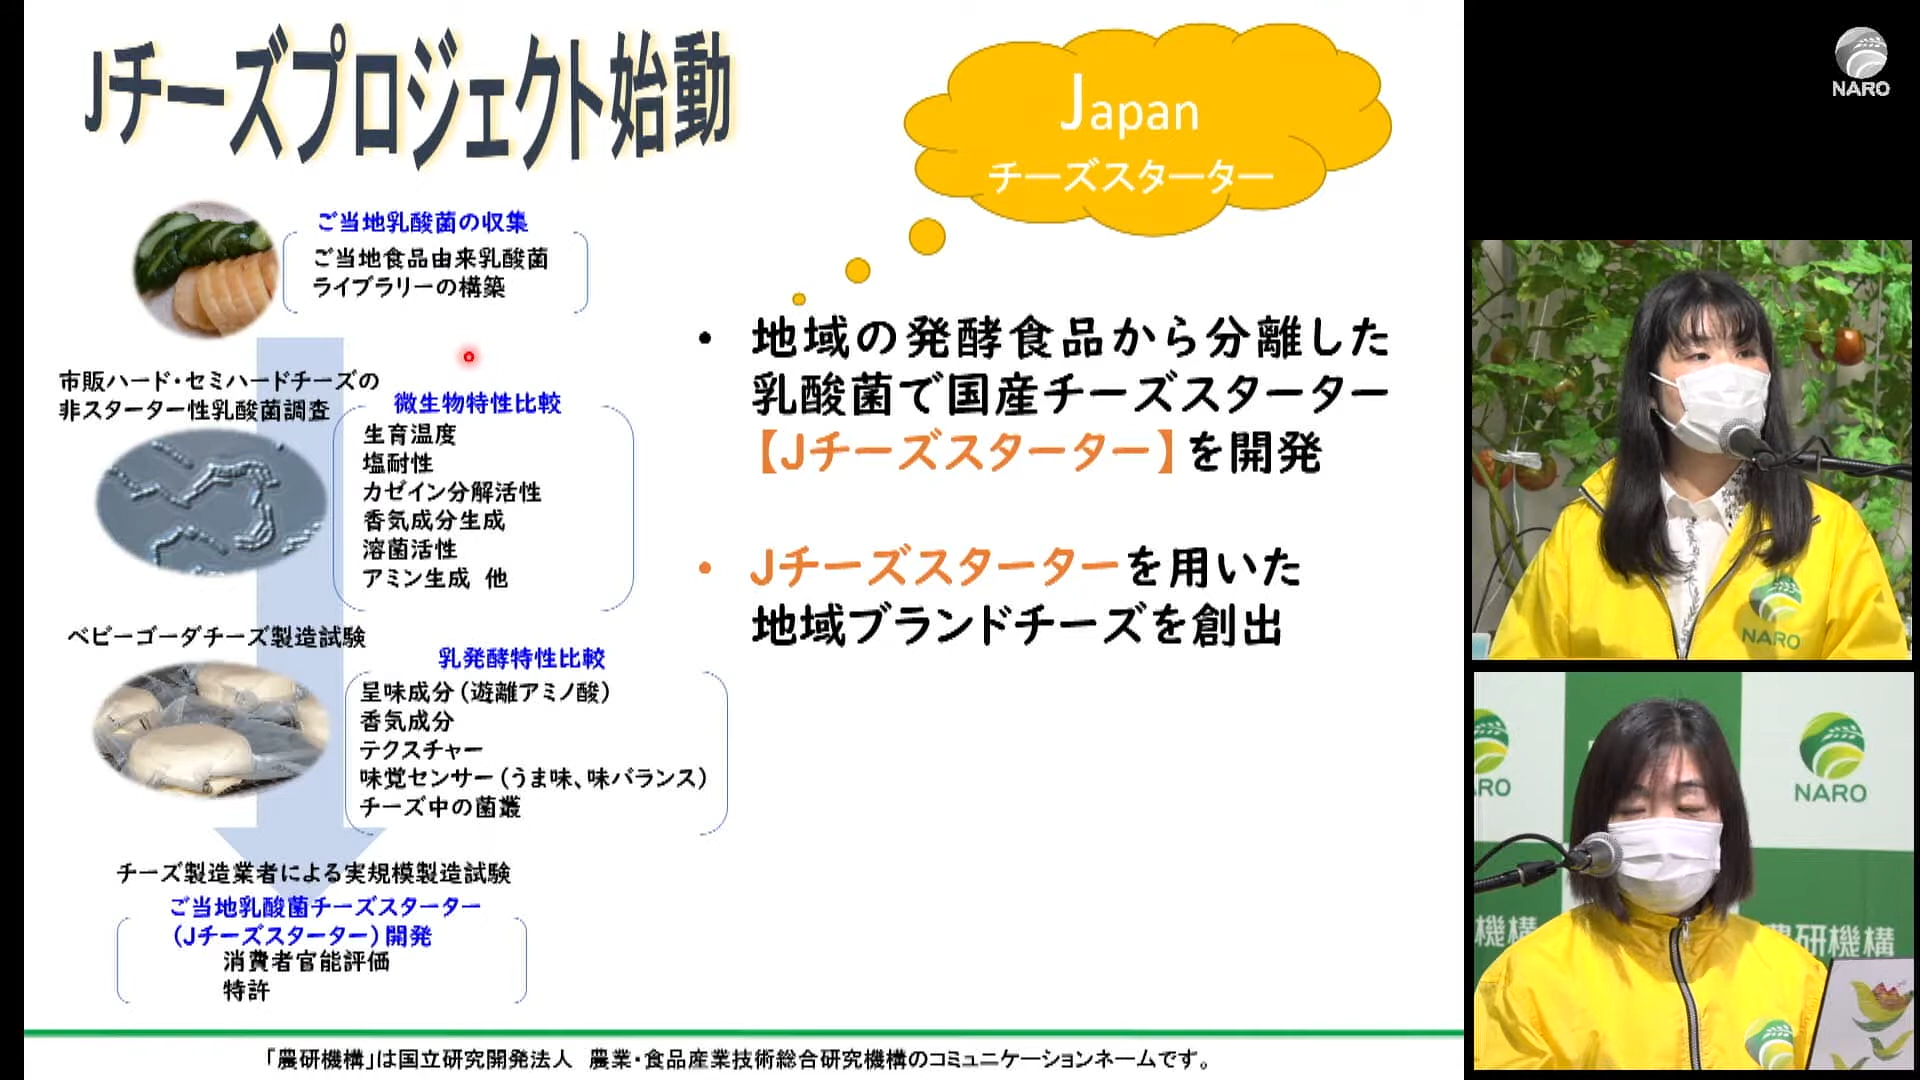 Jチーズプロジェクト始動
Japan
チーズスターター
ご当地乳酸菌の収集
ご当地食品由来乳酸菌
ライブラリーの構築
市販ハード・セミハードチーズの
非スターター性乳酸菌調査
微生物特性比較
生育温度
塩耐性
カゼイン分解活性
香気成分生成
溶菌活性
アミン生成 他
ベビーゴーダチーズ製造試験
乳発酵特性比較
呈味成分（遊離アミノ酸）
香気成分
テクスチャー
味覚センサー（うま味、味バランス）
チーズ中の菌叢
チーズ製造業者による実規模製造試験
ご当地乳酸菌チーズスターター
（Jチーズスターター）開発
消費者官能評価
特許
• 地域の発酵食品から分離した
乳酸菌で国産チーズスターター
【Jチーズスターター】を開発
• Jチーズスターターを用いた
地域ブランドチーズを創出
「農研機構」は国立研究開発法人　農業・食品産業技術総合研究機構のコミュニケーションネームです。
NARO
NARO
RO
NARO
機構
農研機構